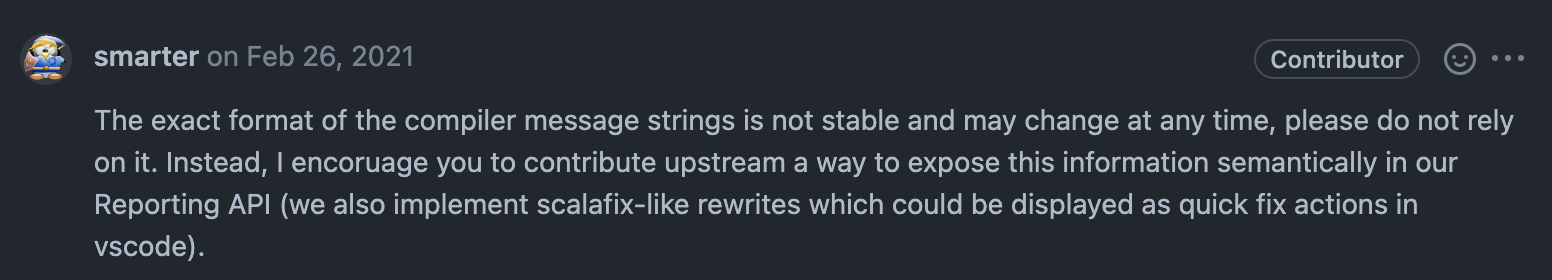 smarter on Feb 26, 2021
Contributor
The exact format of the compiler message strings is not stable and may change at any time, please do not rely
on it. Instead, I encoruage you to contribute upstream a way to expose this information semantically in our
Reporting API (we also implement scalafix-like rewrites which could be displayed as quick fix actions in
vscode).